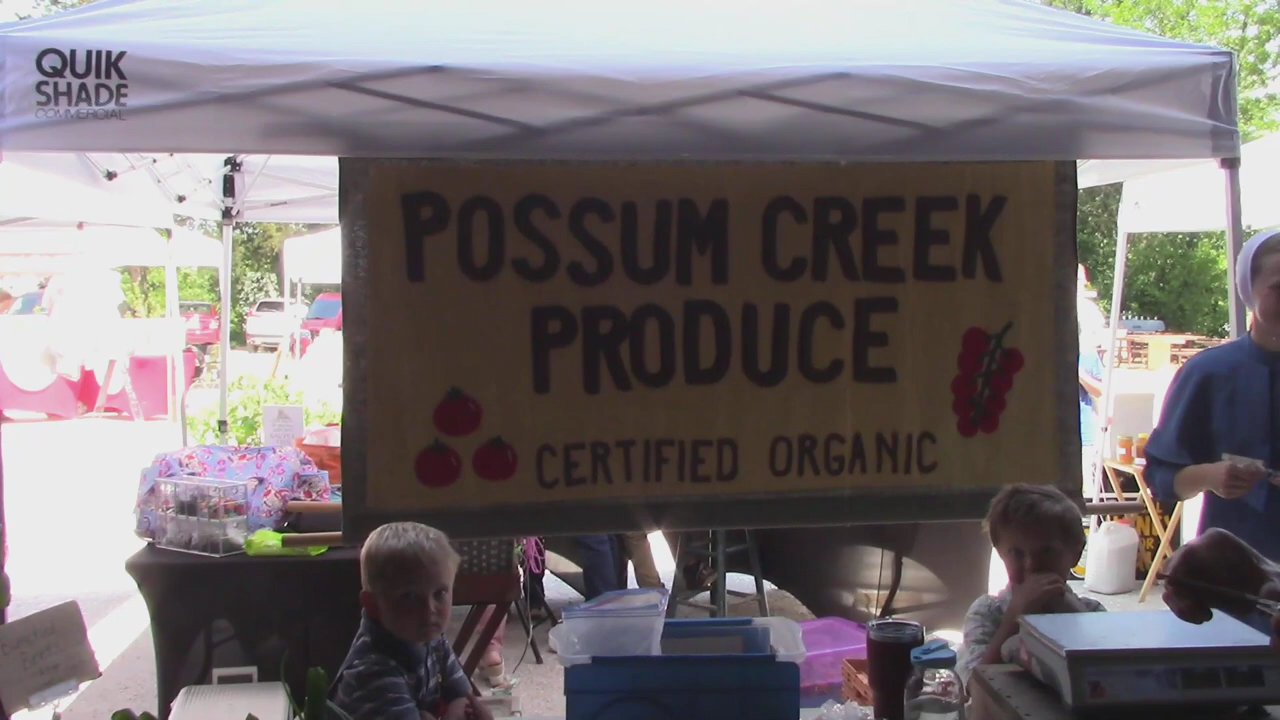 QUIK
SHADE
COMMERCIAL
POSSUM CREEK
PRODUCE
CERTIFIED ORGANIC